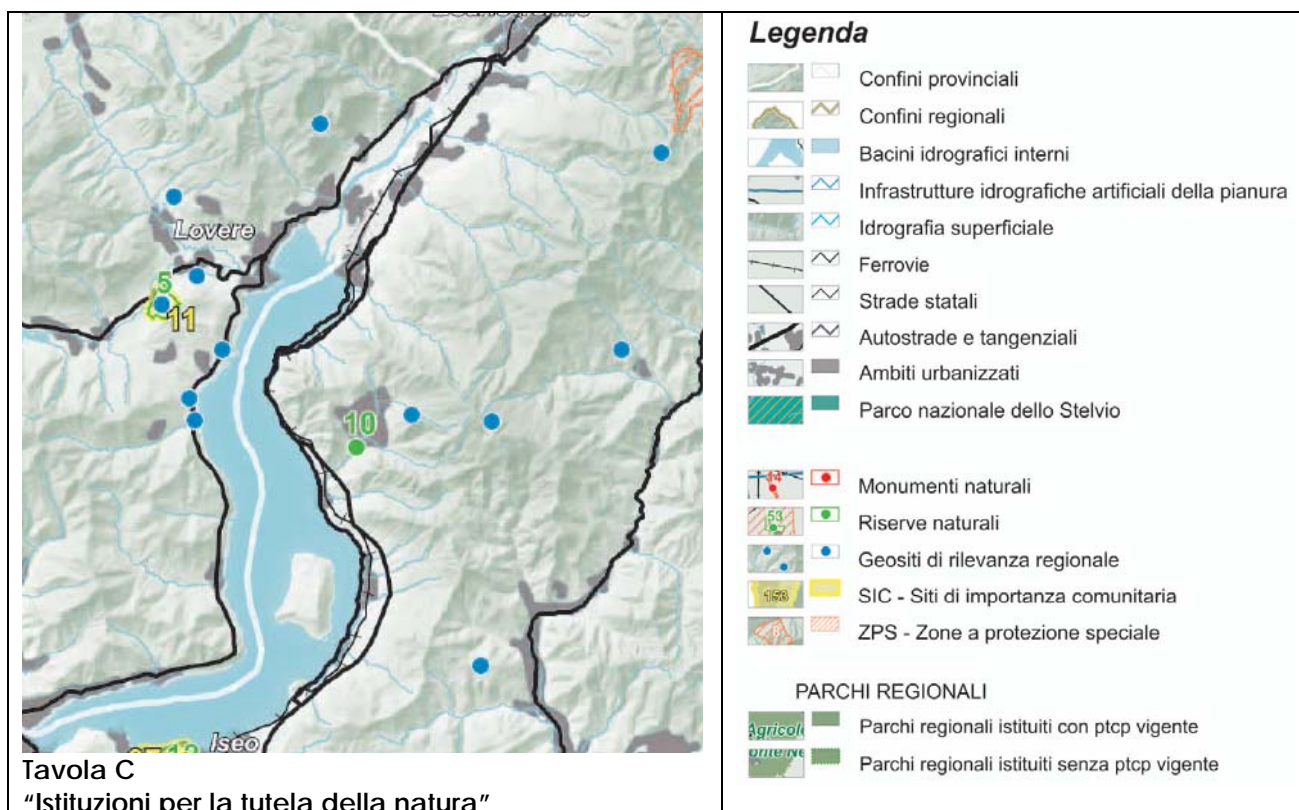 Lovere
5
11
10
Iseo
Tavola C
"Istituzioni per la tutela della natura"
Legenda
Confini provinciali
Confini regionali
Bacini idrografici interni
Infrastrutture idrografiche artificiali della pianura
Idrografia superficiale
Ferrovie
Strade statali
Autostrade e tangenziali
Ambiti urbanizzati
Parco nazionale dello Stelvio
14
Monumenti naturali
53
Riserve naturali
Geositi di rilevanza regionale
SIC - Siti di importanza comunitaria
ZPS - Zone a protezione speciale
PARCHI REGIONALI
Agricolo
Parchi regionali istituiti con ptcp vigente
Parchi regionali istituiti senza ptcp vigente